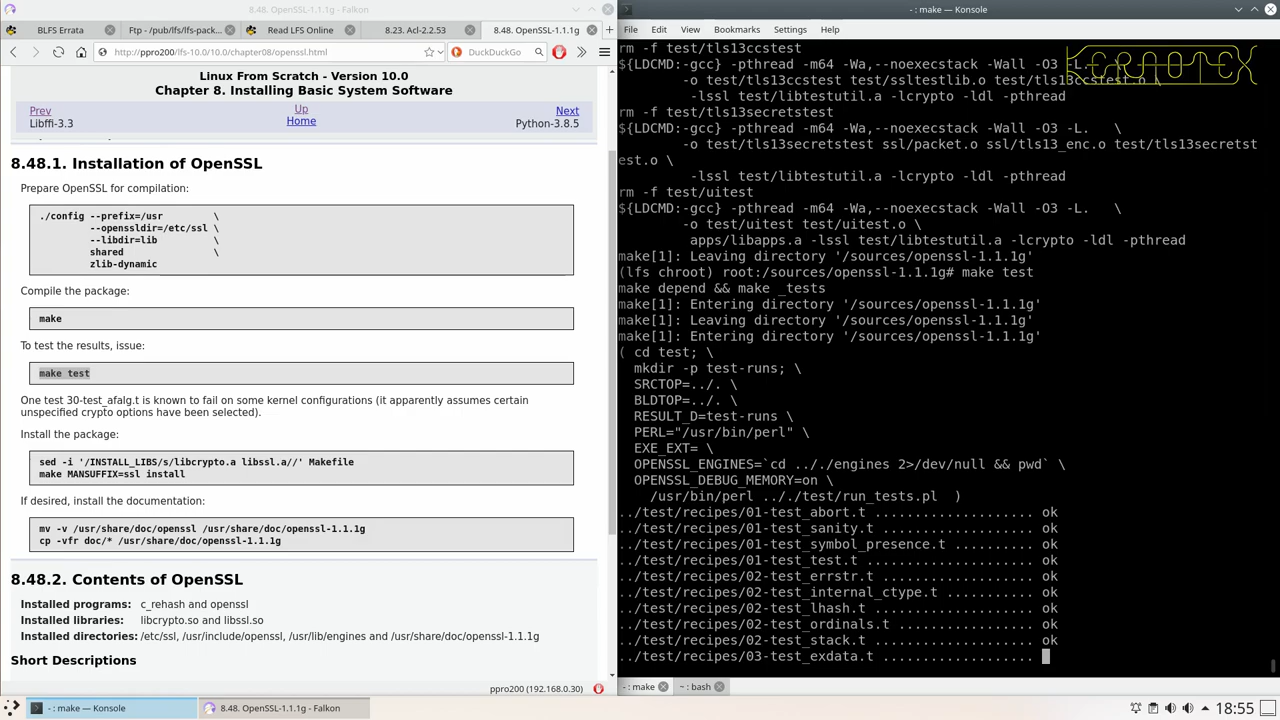 8.48. OpenSSL-1.1.1g - Falkon
BLFS Errata
Ftp - /pub/lfs/lfs-pack...
Read LFS Online
8.23. Acl-2.2.53
8.48. OpenSSL-1.1.1g
http://ppro200/lfs-10.0/10.0/chapter08/openssl.html
DuckDuckGo
Linux From Scratch - Version 10.0
Chapter 8. Installing Basic System Software
Prev
Up
Next
Libffi-3.3
Home
Python-3.8.5
8.48.1. Installation of OpenSSL
Prepare OpenSSL for compilation:
./config --prefix=/usr \
--openssldir=/etc/ssl \
--libdir=lib \
shared \
zlib-dynamic
Compile the package:
make
To test the results, issue:
make test
One test 30-test_afalg.t is known to fail on some kernel configurations (it apparently assumes certain
unspecified crypto options have been selected).
Install the package:
sed -i '/INSTALL_LIBS/s/libcrypto.a libssl.a//' Makefile
make MANSUFFIX=ssl install
If desired, install the documentation:
mv -v /usr/share/doc/openssl /usr/share/doc/openssl-1.1.1g
cp -vfr doc/* /usr/share/doc/openssl-1.1.1g
8.48.2. Contents of OpenSSL
Installed programs: c_rehash and openssl
Installed libraries: libcrypto.so and libssl.so
Installed directories: /etc/ssl, /usr/include/openssl, /usr/lib/engines and /usr/share/doc/openssl-1.1.1g
Short Descriptions
ppro200 (192.168.0.30)
- : make — Konsole
File Edit View Bookmarks Settings Help
rm -f test/tls13ccstest
${LDCMD:-gcc} -pthread -m64 -Wa,--noexecstack -Wall -O3 -L. \
-o test/tls13ccstest test/ssltestlib.o test/tls13ccstest.o \
-lssl test/libtestutil.a -lcrypto -ldl -pthread
rm -f test/tls13secretstest
${LDCMD:-gcc} -pthread -m64 -Wa,--noexecstack -Wall -O3 -L. \
-o test/tls13secretstest ssl/packet.o ssl/tls13_enc.o test/tls13secretst
est.o \
-lssl test/libtestutil.a -lcrypto -ldl -pthread
rm -f test/uitest
${LDCMD:-gcc} -pthread -m64 -Wa,--noexecstack -Wall -O3 -L. \
-o test/uitest test/uitest.o \
apps/libapps.a -lssl test/libtestutil.a -lcrypto -ldl -pthread
make[1]: Leaving directory '/sources/openssl-1.1.1g'
(lfs chroot) root:/sources/openssl-1.1.1g# make test
make depend && make _tests
make[1]: Entering directory '/sources/openssl-1.1.1g'
make[1]: Leaving directory '/sources/openssl-1.1.1g'
make[1]: Entering directory '/sources/openssl-1.1.1g'
( cd test; \
mkdir -p test-runs; \
SRCTOP=../. \
BLDTOP=../. \
RESULT_D=test-runs \
PERL="/usr/bin/perl" \
EXE_EXT= \
OPENSSL_ENGINES=`cd .././engines 2>/dev/null && pwd` \
OPENSSL_DEBUG_MEMORY=on \
/usr/bin/perl .././test/run_tests.pl )
../test/recipes/01-test_abort.t .................... ok
../test/recipes/01-test_sanity.t ................... ok
../test/recipes/01-test_symbol_presence.t .......... ok
../test/recipes/01-test_test.t ..................... ok
../test/recipes/02-test_errstr.t ................... ok
../test/recipes/02-test_internal_ctype.t ........... ok
../test/recipes/02-test_lhash.t .................... ok
../test/recipes/02-test_ordinals.t ................. ok
../test/recipes/02-test_stack.t .................... ok
../test/recipes/03-test_exdata.t ...................
- : make
~ : bash
- : make — Konsole
8.48. OpenSSL-1.1.1g - Falkon
18:55